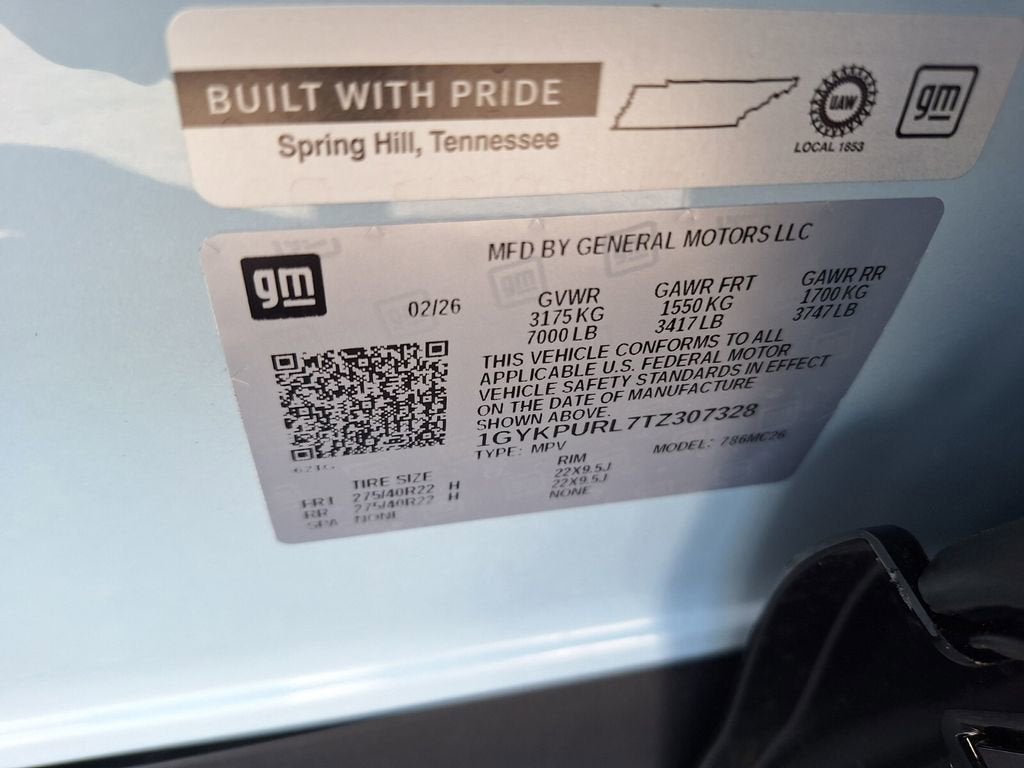 BUILT WITH PRIDE
Spring Hill, Tennessee
UAW
LOCAL 1853
gm
MFD BY GENERAL MOTORS LLC
gm
02/26
GVWR
3175 KG
7000 LB
GAWR FRT
1550 KG
3417 LB
GAWR RR
1700 KG
3747 LB
THIS VEHICLE CONFORMS TO ALL
APPLICABLE U.S. FEDERAL MOTOR
VEHICLE SAFETY STANDARDS IN EFFECT
ON THE DATE OF MANUFACTURE
SHOWN ABOVE.
1GYKPURL7TZ307328
TYPE: MPV
MODEL: 786MC26
TIRE SIZE
RIM
FRT 275/40R22 H 22X9.5J
RR 275/40R22 H 22X9.5J
SPA NONE NONE